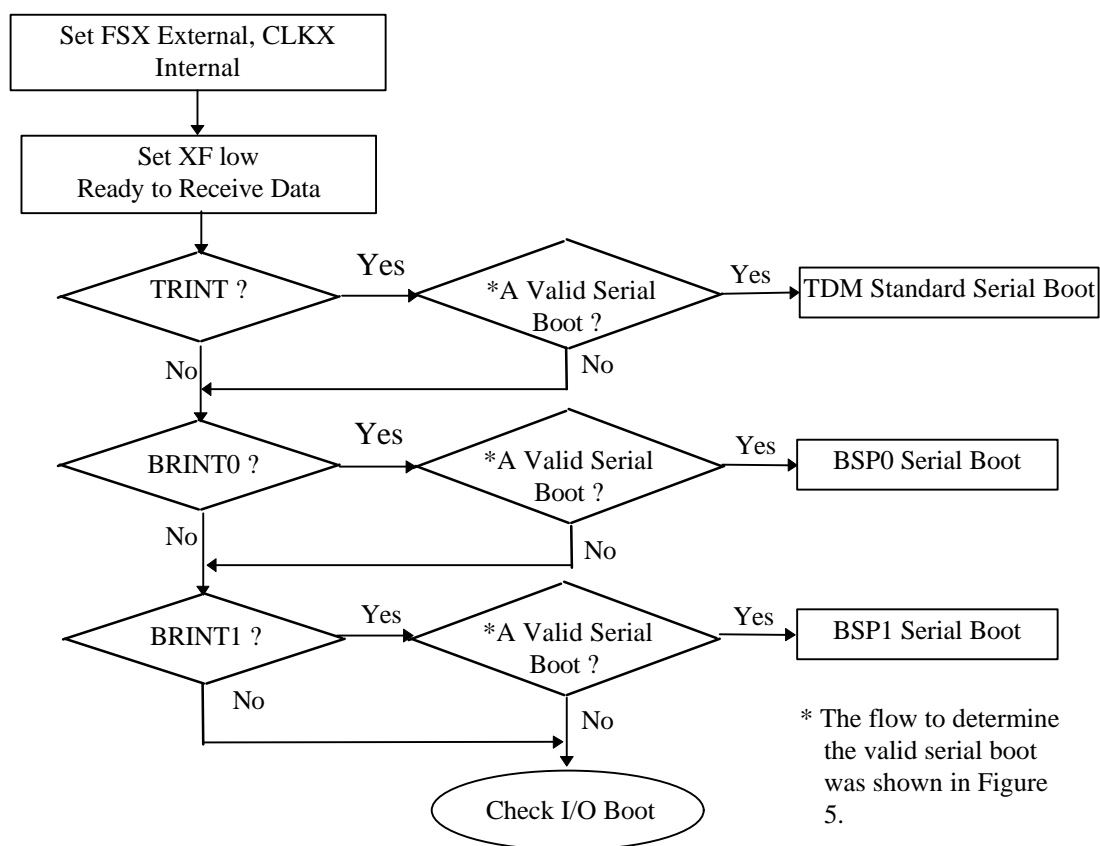 Set FSX External, CLKX
Internal
Set XF low
Ready to Receive Data
TRINT ?
Yes
*A Valid Serial
Boot ?
Yes
TDM Standard Serial Boot
No
No
BRINT0 ?
Yes
*A Valid Serial
Boot ?
Yes
BSP0 Serial Boot
No
No
BRINT1 ?
Yes
*A Valid Serial
Boot ?
Yes
BSP1 Serial Boot
No
No
* The flow to determine
the valid serial boot
was shown in Figure
5.
Check I/O Boot